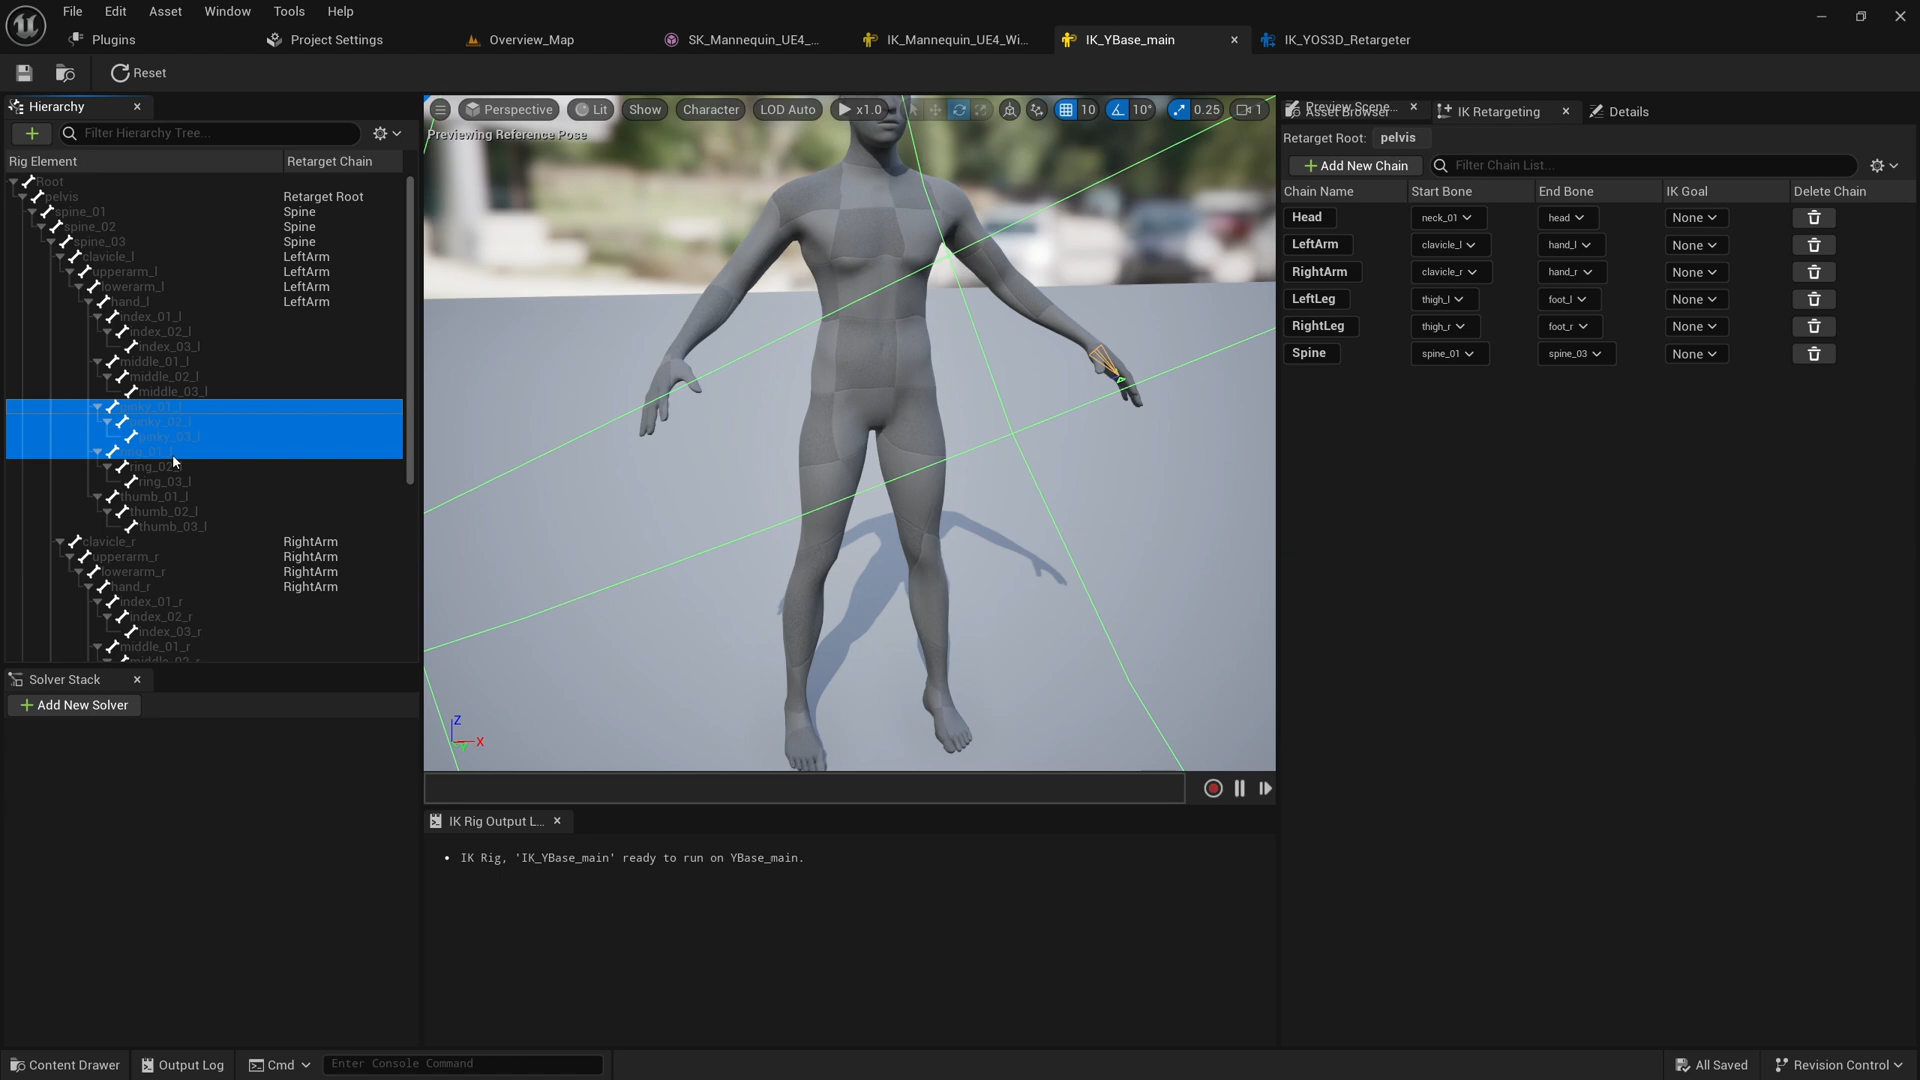 File Edit Asset Window Tools Help
Plugins Project Settings Overview_Map SK_Mannequin_UE4_... IK_Mannequin_UE4_Wi... IK_YBase_main IK_YOS3D_Retargeter
Reset
Hierarchy
Filter Hierarchy Tree...
Rig Element Retarget Chain
Root
pelvis Retarget Root
spine_01 Spine
spine_02 Spine
spine_03 Spine
clavicle_l LeftArm
upperarm_l LeftArm
lowerarm_l LeftArm
hand_l LeftArm
index_01_l
index_02_l
index_03_l
middle_01_l
middle_02_l
middle_03_l
pinky_01_l
pinky_02_l
pinky_03_l
ring_01_l
ring_02_l
ring_03_l
thumb_01_l
thumb_02_l
thumb_03_l
clavicle_r RightArm
upperarm_r RightArm
lowerarm_r RightArm
hand_r RightArm
index_01_r
index_02_r
index_03_r
middle_01_r
middle_02_r
Solver Stack
Add New Solver
Perspective Lit Show Character LOD Auto x1.0 10 10° 0.25 1
Previewing Reference Pose
Z
X
Y
IK Rig Output L...
• IK Rig, 'IK_YBase_main' ready to run on YBase_main.
Preview Scene...
Asset Browser IK Retargeting Details
Retarget Root: pelvis
Add New Chain Filter Chain List...
Chain Name Start Bone End Bone IK Goal Delete Chain
Head neck_01 head None
LeftArm clavicle_l hand_l None
RightArm clavicle_r hand_r None
LeftLeg thigh_l foot_l None
RightLeg thigh_r foot_r None
Spine spine_01 spine_03 None
Content Drawer Output Log Cmd Enter Console Command All Saved Revision Control